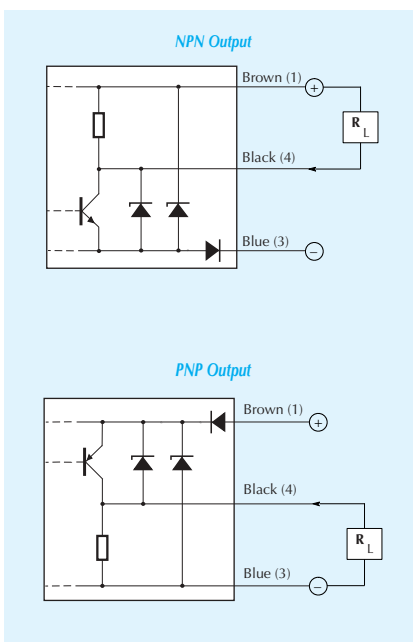 NPN Output
Brown (1)
+
R L
Black (4)
Blue (3)
−
PNP Output
Brown (1)
+
Black (4)
R L
Blue (3)
−